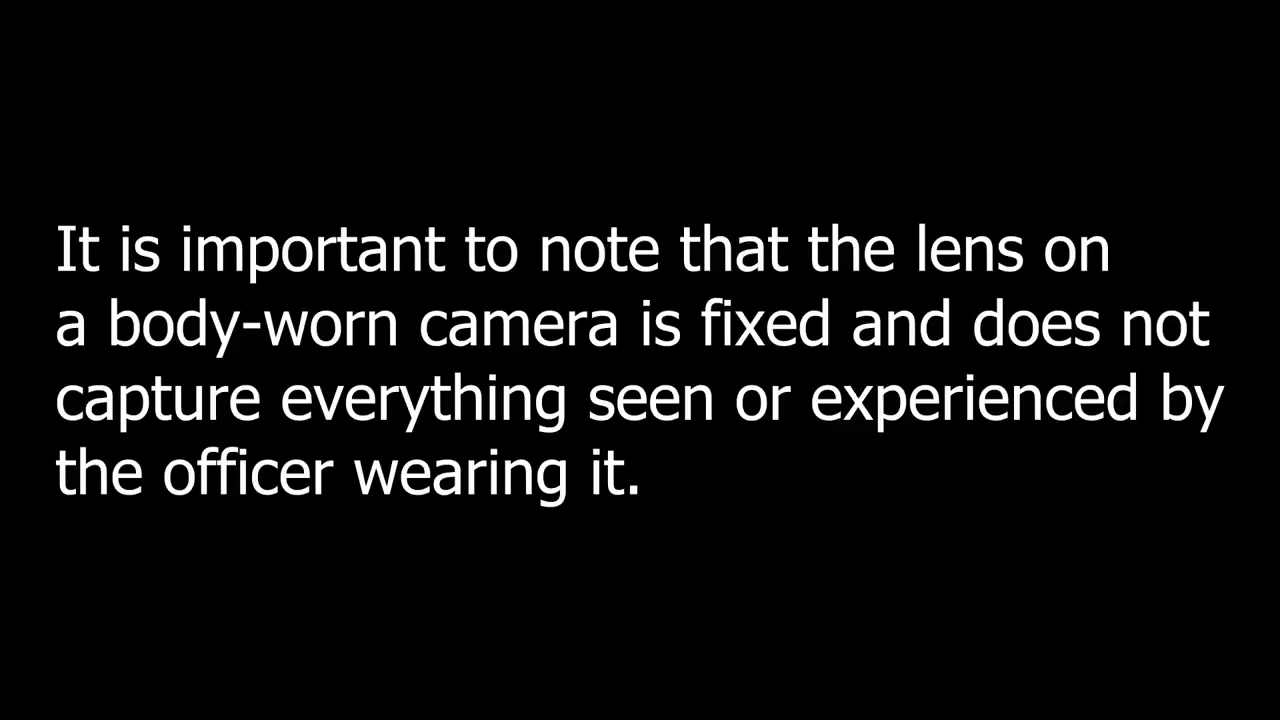 It is important to note that the lens on
a body-worn camera is fixed and does not
capture everything seen or experienced by
the officer wearing it.